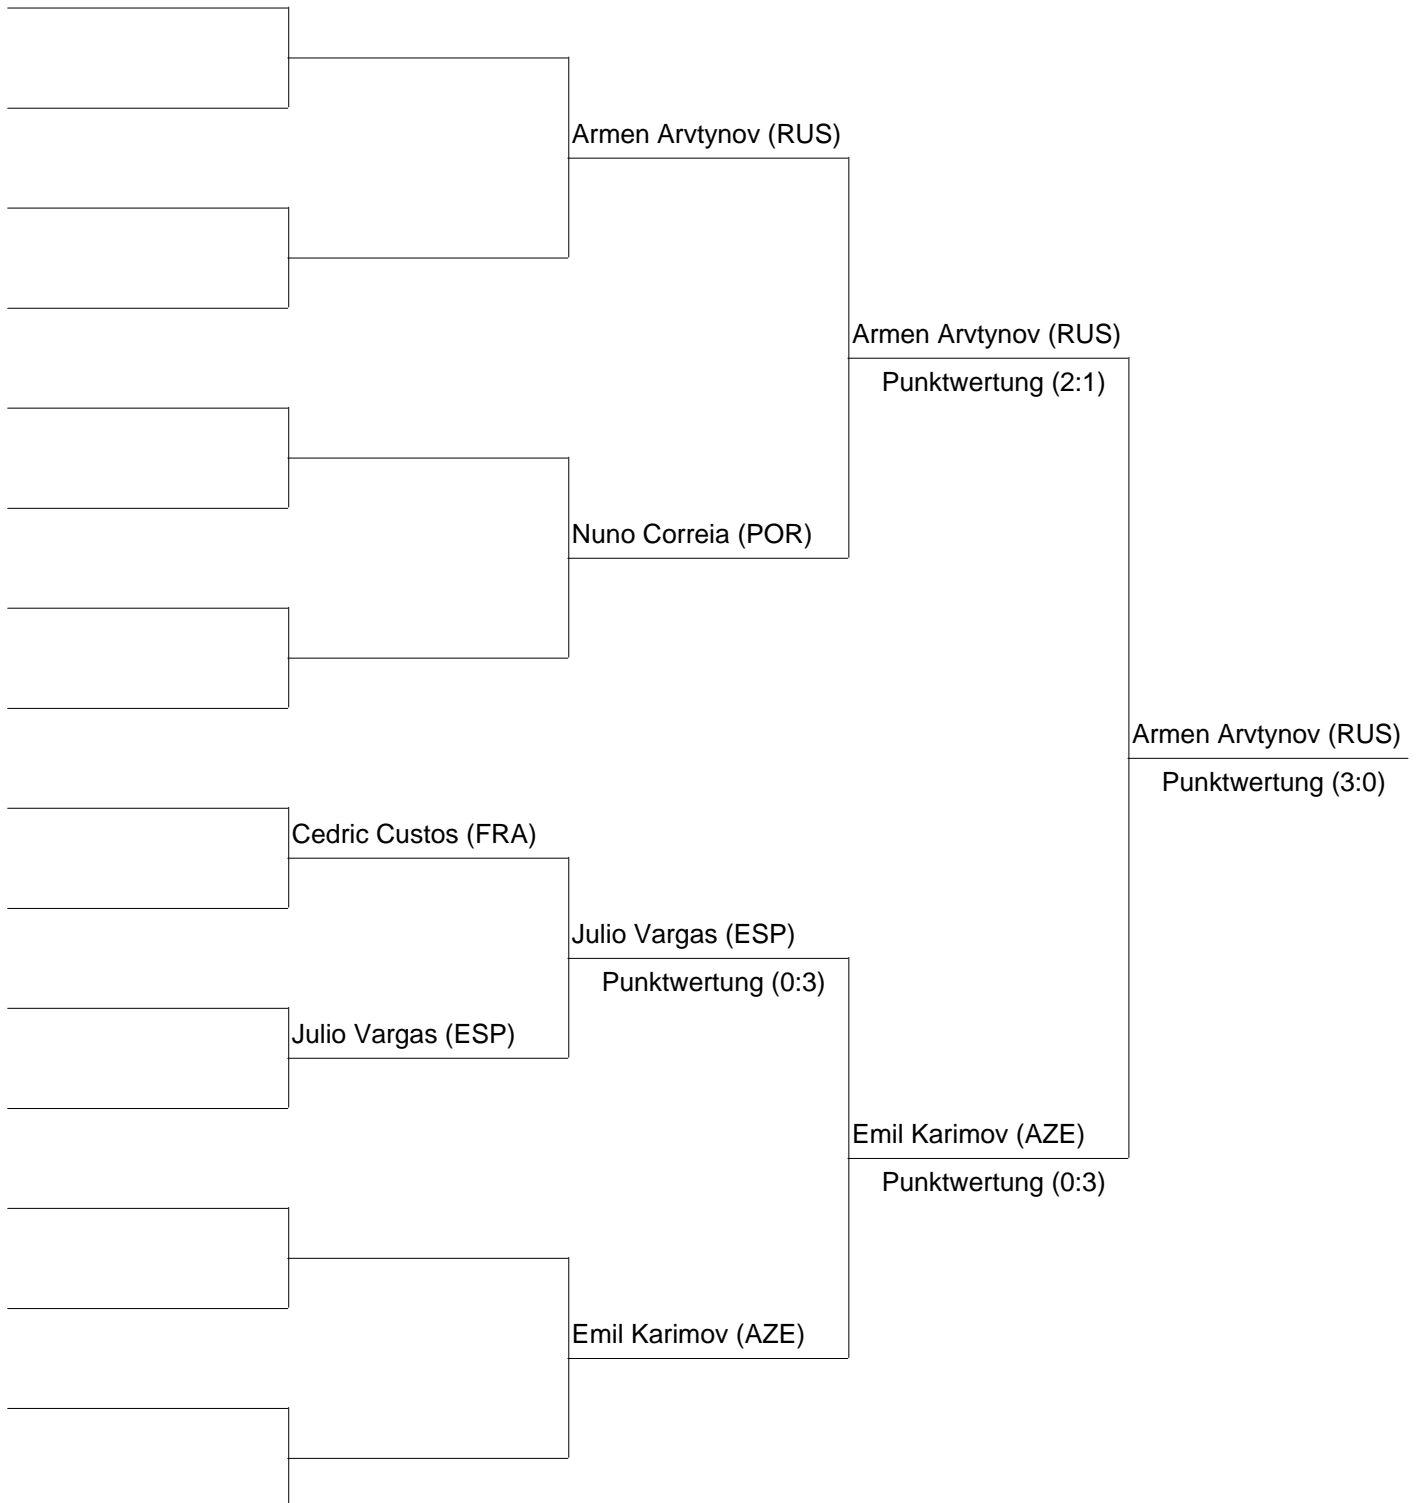 Armen Arvtynov (RUS)
Armen Arvtynov (RUS)
Punktwertung (2:1)
Nuno Correia (POR)
Armen Arvtynov (RUS)
Punktwertung (3:0)
Cedric Custos (FRA)
Julio Vargas (ESP)
Punktwertung (0:3)
Julio Vargas (ESP)
Emil Karimov (AZE)
Punktwertung (0:3)
Emil Karimov (AZE)